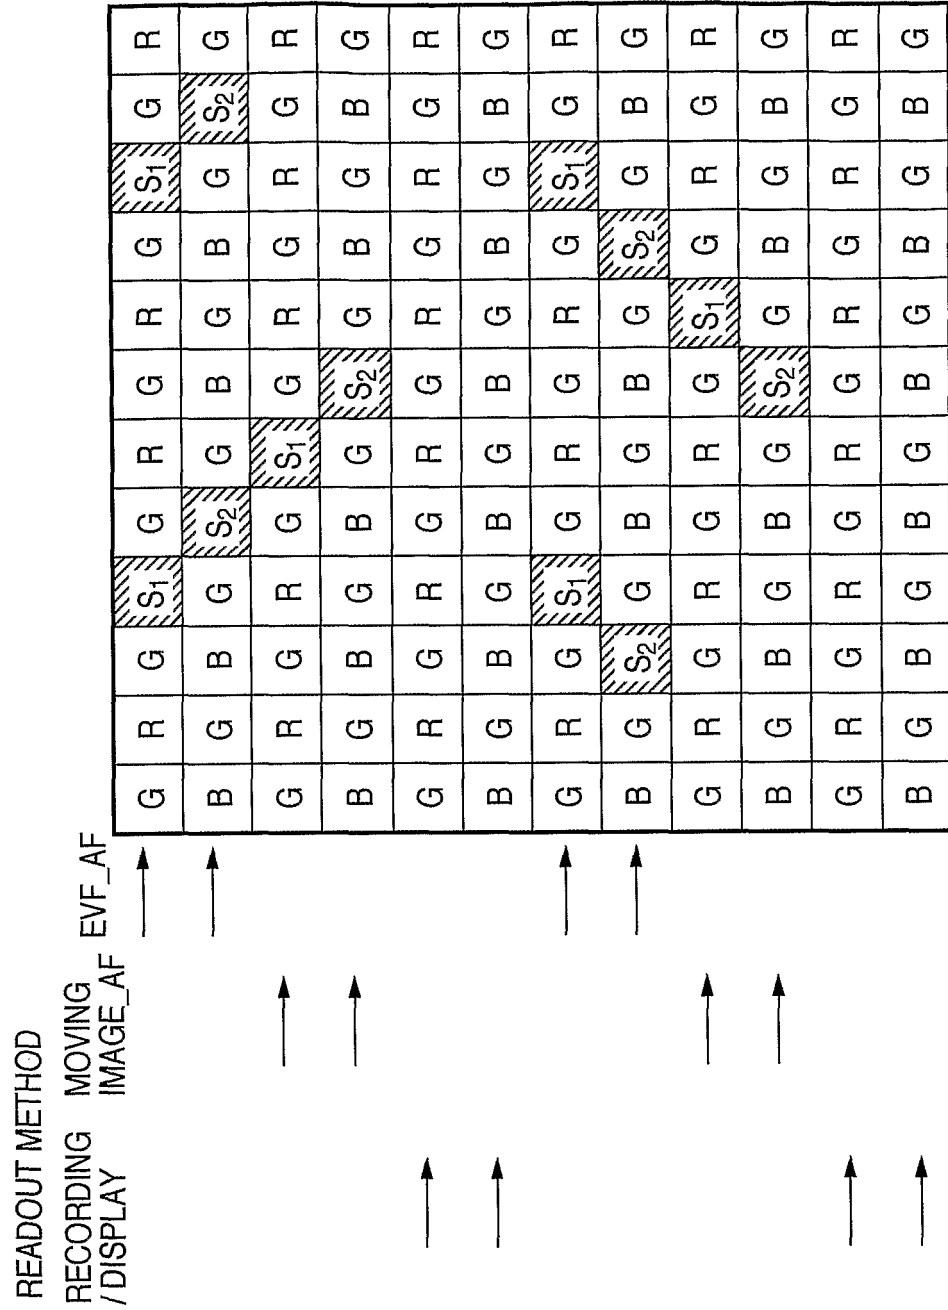 READOUT METHOD
RECORDING MOVING EVF_AF
/ DISPLAY IMAGE_AF
G R G S1 G R G R G S1 G R
B G B G S2 G B G B G S2 G
G R G R G S1 G R G R G R
B G B G B G S2 G B G B G
G R G R G R G R G R G R
B G B G B G B G B G B G
G R G S1 G R G R G S1 G R
B G S2 G B G B G S2 G B G
G R G R G R G S1 G R G R
B G B G B G S2 G B G B G
G R G R G R G R G R G R
B G B G B G B G B G B G